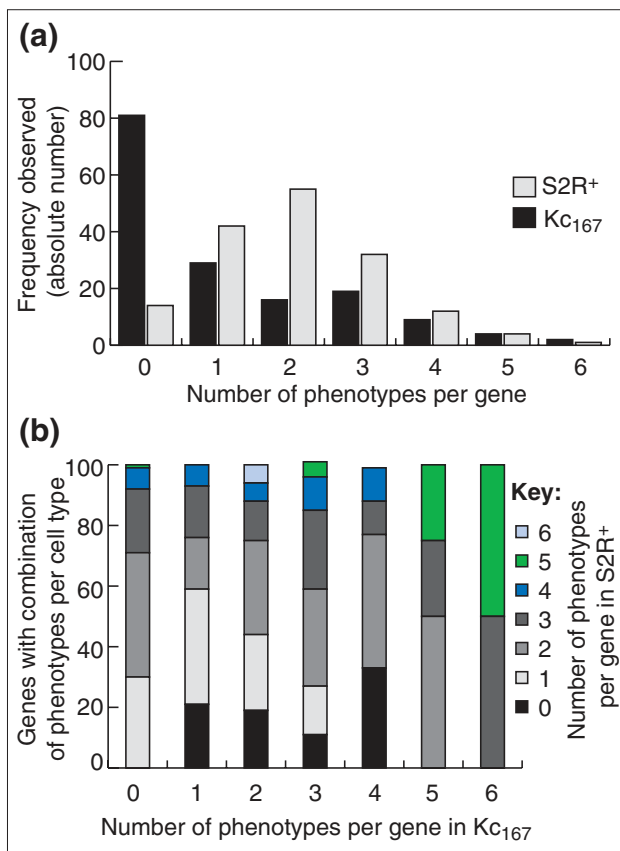 (a)
100
80
60
40
20
0
Frequency observed
(absolute number)
S2R+
Kc167
0 1 2 3 4 5 6
Number of phenotypes per gene
(b)
100
80
60
40
20
0
Genes with combination
of phenotypes per cell type
0 1 2 3 4 5 6
Number of phenotypes per gene in Kc167
Key:
6
5
4
3
2
1
0
Number of phenotypes
per gene in S2R+